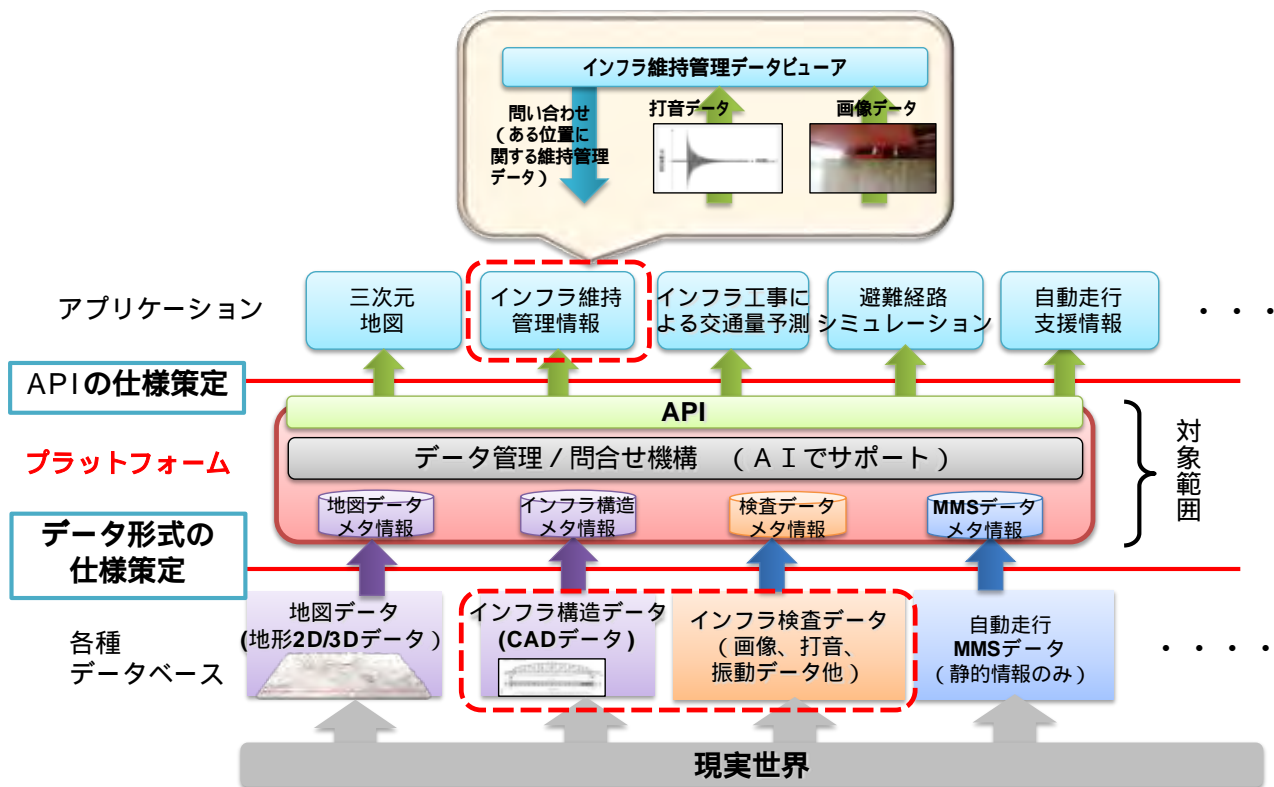 インフラ維持管理データビューア
問い合わせ
（ある位置に
関する維持管理
データ）
打音データ
画像データ
アプリケーション
三次元
地図
インフラ維持
管理情報
インフラ工事に
よる交通量予測
避難経路
シミュレーション
自動走行
支援情報
・・・
APIの仕様策定
API
プラットフォーム
データ管理／問合せ機構　（ＡＩでサポート）
対象範囲
地図データ
メタ情報
インフラ構造
メタ情報
検査データ
メタ情報
MMSデータ
メタ情報
データ形式の
仕様策定
各種
データベース
地図データ
(地形2D/3Dデータ）
インフラ構造データ
(CADデータ)
インフラ検査データ
（画像、打音、
振動データ他）
自動走行
MMSデータ
（静的情報のみ）
・・・・
現実世界